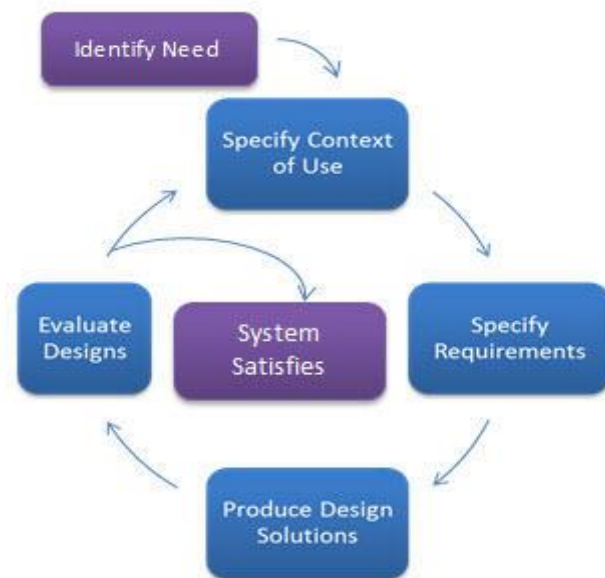 Identify Need
Specify Context
of Use
Specify
Requirements
Produce Design
Solutions
Evaluate
Designs
System
Satisfies